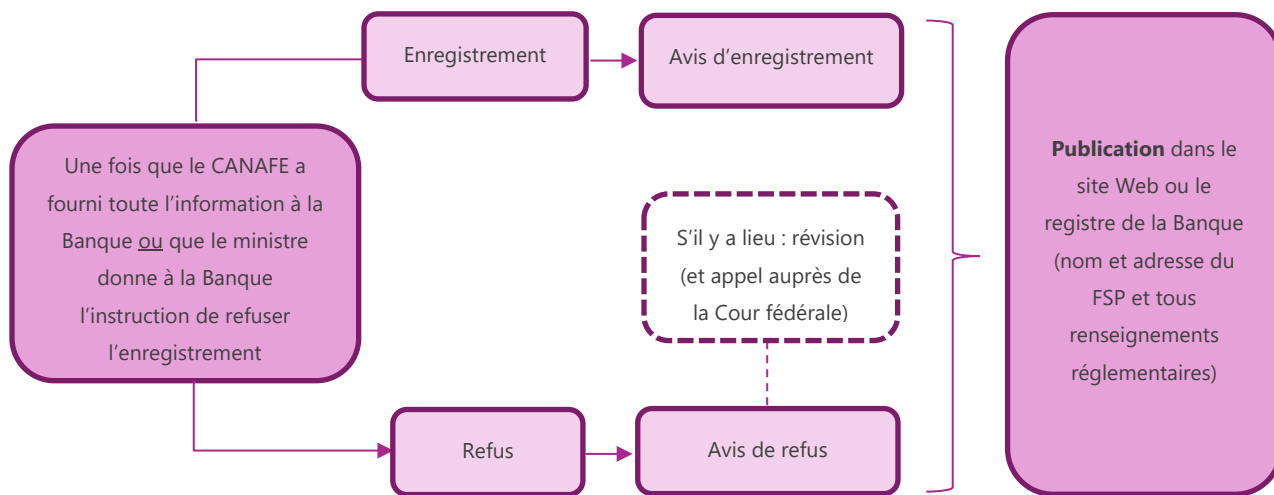 Enregistrement
Avis d’enregistrement
Une fois que le CANAFE a
fourni toute l’information à la
Banque ou que le ministre
donne à la Banque
l’instruction de refuser
l’enregistrement
S’il y a lieu : révision
(et appel auprès de
la Cour fédérale)
Refus
Avis de refus
Publication dans le
site Web ou le
registre de la Banque
(nom et adresse du
FSP et tous
renseignements
réglementaires)